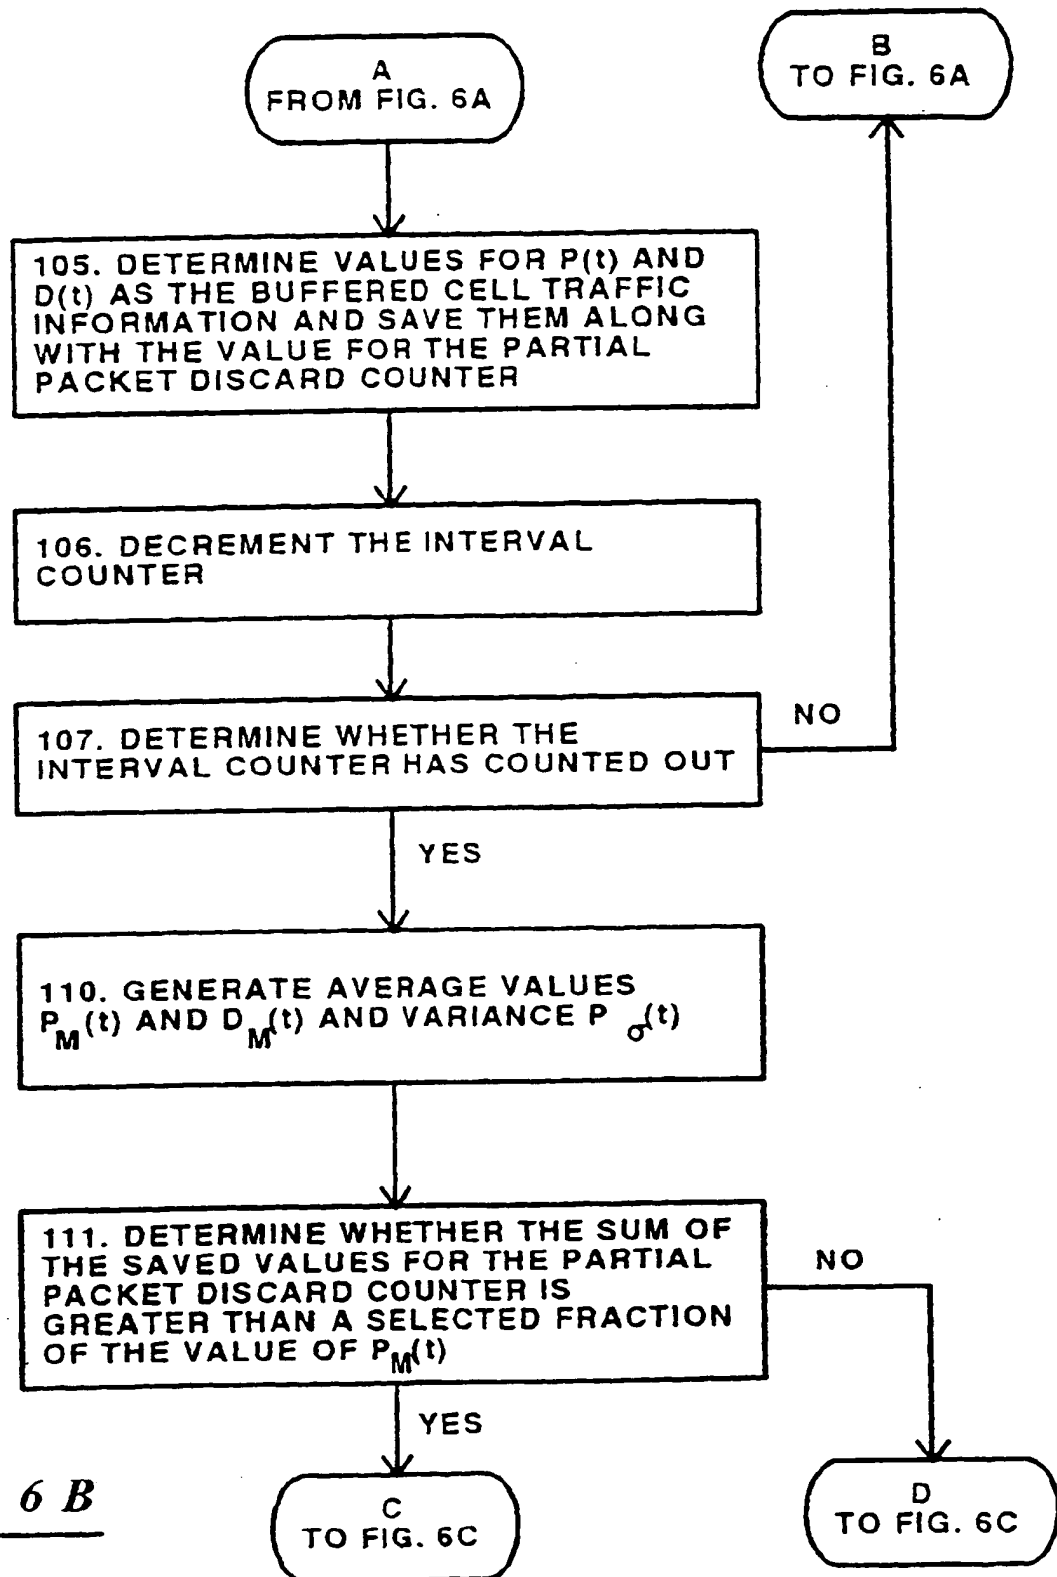 A
FROM FIG. 6A
B
TO FIG. 6A
105. DETERMINE VALUES FOR P(t) AND
D(t) AS THE BUFFERED CELL TRAFFIC
INFORMATION AND SAVE THEM ALONG
WITH THE VALUE FOR THE PARTIAL
PACKET DISCARD COUNTER
106. DECREMENT THE INTERVAL
COUNTER
107. DETERMINE WHETHER THE
INTERVAL COUNTER HAS COUNTED OUT
NO
YES
110. GENERATE AVERAGE VALUES
P_M(t) AND D_M(t) AND VARIANCE P_σ(t)
111. DETERMINE WHETHER THE SUM OF
THE SAVED VALUES FOR THE PARTIAL
PACKET DISCARD COUNTER IS
GREATER THAN A SELECTED FRACTION
OF THE VALUE OF P_M(t)
NO
YES
C
TO FIG. 6C
D
TO FIG. 6C
6 B